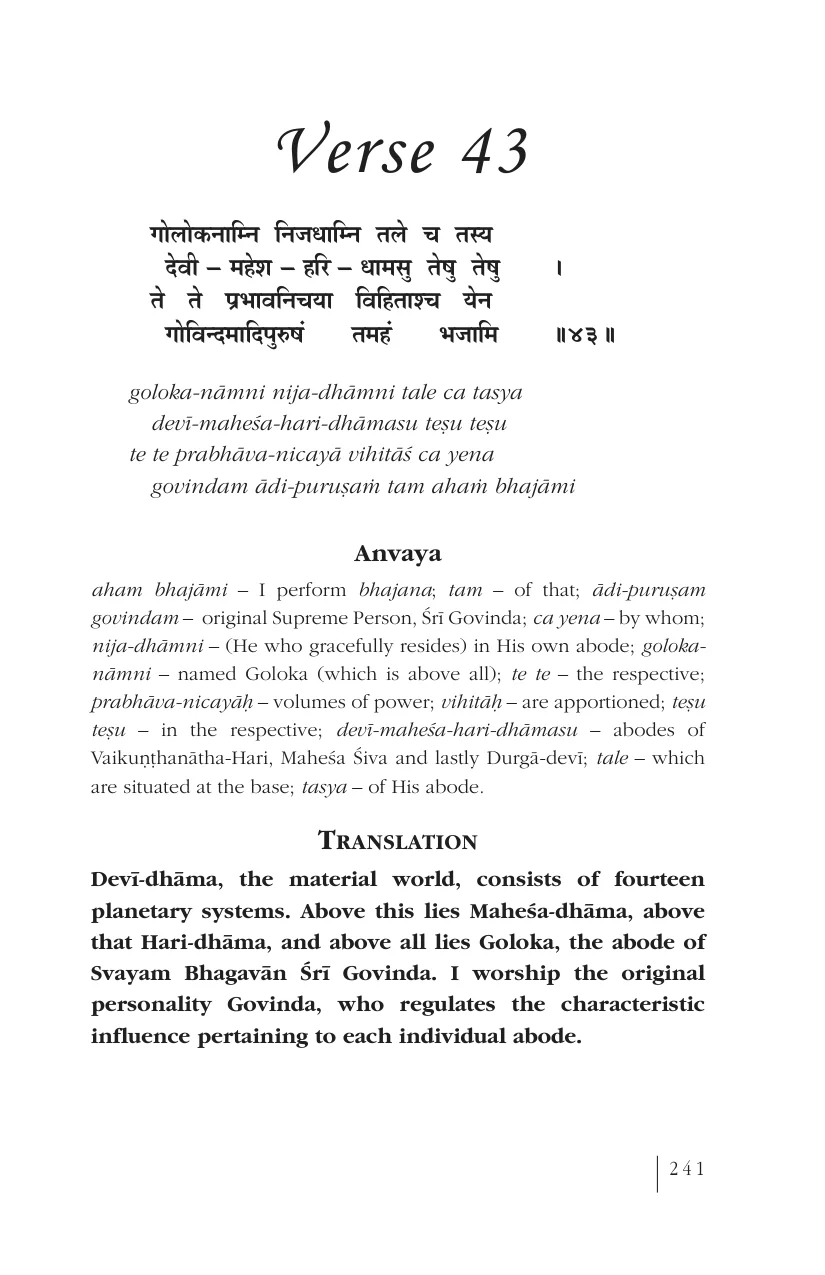 Verse 43
गोलोकनाम्नि निजधाम्नि तले च तस्य
देवी – महेश – हरि – धामसु तेषु तेषु ।
ते ते प्रभावनिचया विहिताश्च येन
गोविन्दमादिपुरुषं तमहं भजामि ॥४३॥
goloka-nāmni nija-dhāmni tale ca tasya
devī-maheśa-hari-dhāmasu teṣu teṣu
te te prabhāva-nicayā vihitāś ca yena
govindam ādi-puruṣaṁ tam ahaṁ bhajāmi
Anvaya
aham bhajāmi – I perform bhajana; tam – of that; ādi-puruṣam
govindam – original Supreme Person, Śrī Govinda; ca yena – by whom;
nija-dhāmni – (He who gracefully resides) in His own abode; goloka-
nāmni – named Goloka (which is above all); te te – the respective;
prabhāva-nicayāḥ – volumes of power; vihitāḥ – are apportioned; teṣu
teṣu – in the respective; devī-maheśa-hari-dhāmasu – abodes of
Vaikuṇṭhanātha-Hari, Maheśa Śiva and lastly Durgā-devī; tale – which
are situated at the base; tasya – of His abode.
TRANSLATION
Devī-dhāma, the material world, consists of fourteen
planetary systems. Above this lies Maheśa-dhāma, above
that Hari-dhāma, and above all lies Goloka, the abode of
Svayam Bhagavān Śrī Govinda. I worship the original
personality Govinda, who regulates the characteristic
influence pertaining to each individual abode.
241